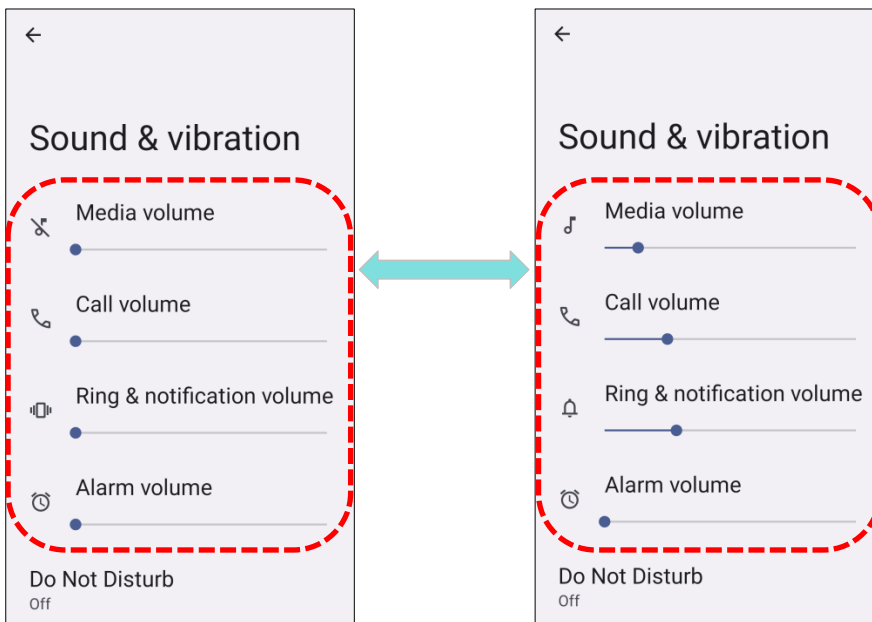 Sound & vibration
Media volume
Call volume
Ring & notification volume
Alarm volume
Do Not Disturb
Off
Sound & vibration
Media volume
Call volume
Ring & notification volume
Alarm volume
Do Not Disturb
Off